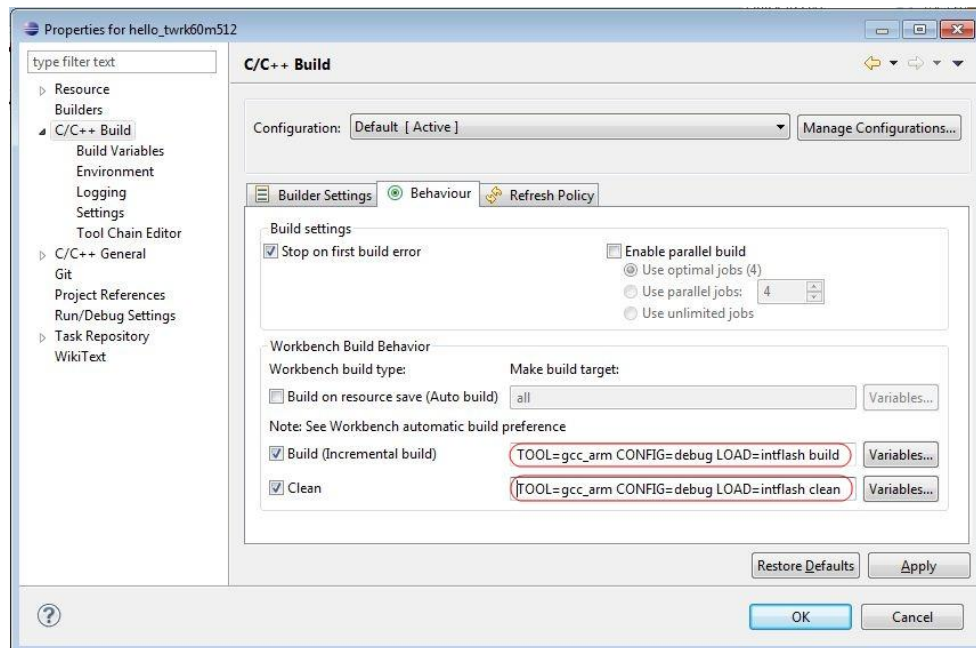 Properties for hello_twrk60m512
type filter text
Resource
Builders
C/C++ Build
Build Variables
Environment
Logging
Settings
Tool Chain Editor
C/C++ General
Git
Project References
Run/Debug Settings
Task Repository
WikiText
C/C++ Build
Configuration: Default [ Active ] Manage Configurations...
Builder Settings Behaviour Refresh Policy
Build settings
Stop on first build error Enable parallel build
Use optimal jobs (4)
Use parallel jobs: 4
Use unlimited jobs
Workbench Build Behavior
Workbench build type: Make build target:
Build on resource save (Auto build) all Variables...
Note: See Workbench automatic build preference
Build (Incremental build) TOOL=gcc_arm CONFIG=debug LOAD=intflash build Variables...
Clean TOOL=gcc_arm CONFIG=debug LOAD=intflash clean Variables...
Restore Defaults Apply
? OK Cancel